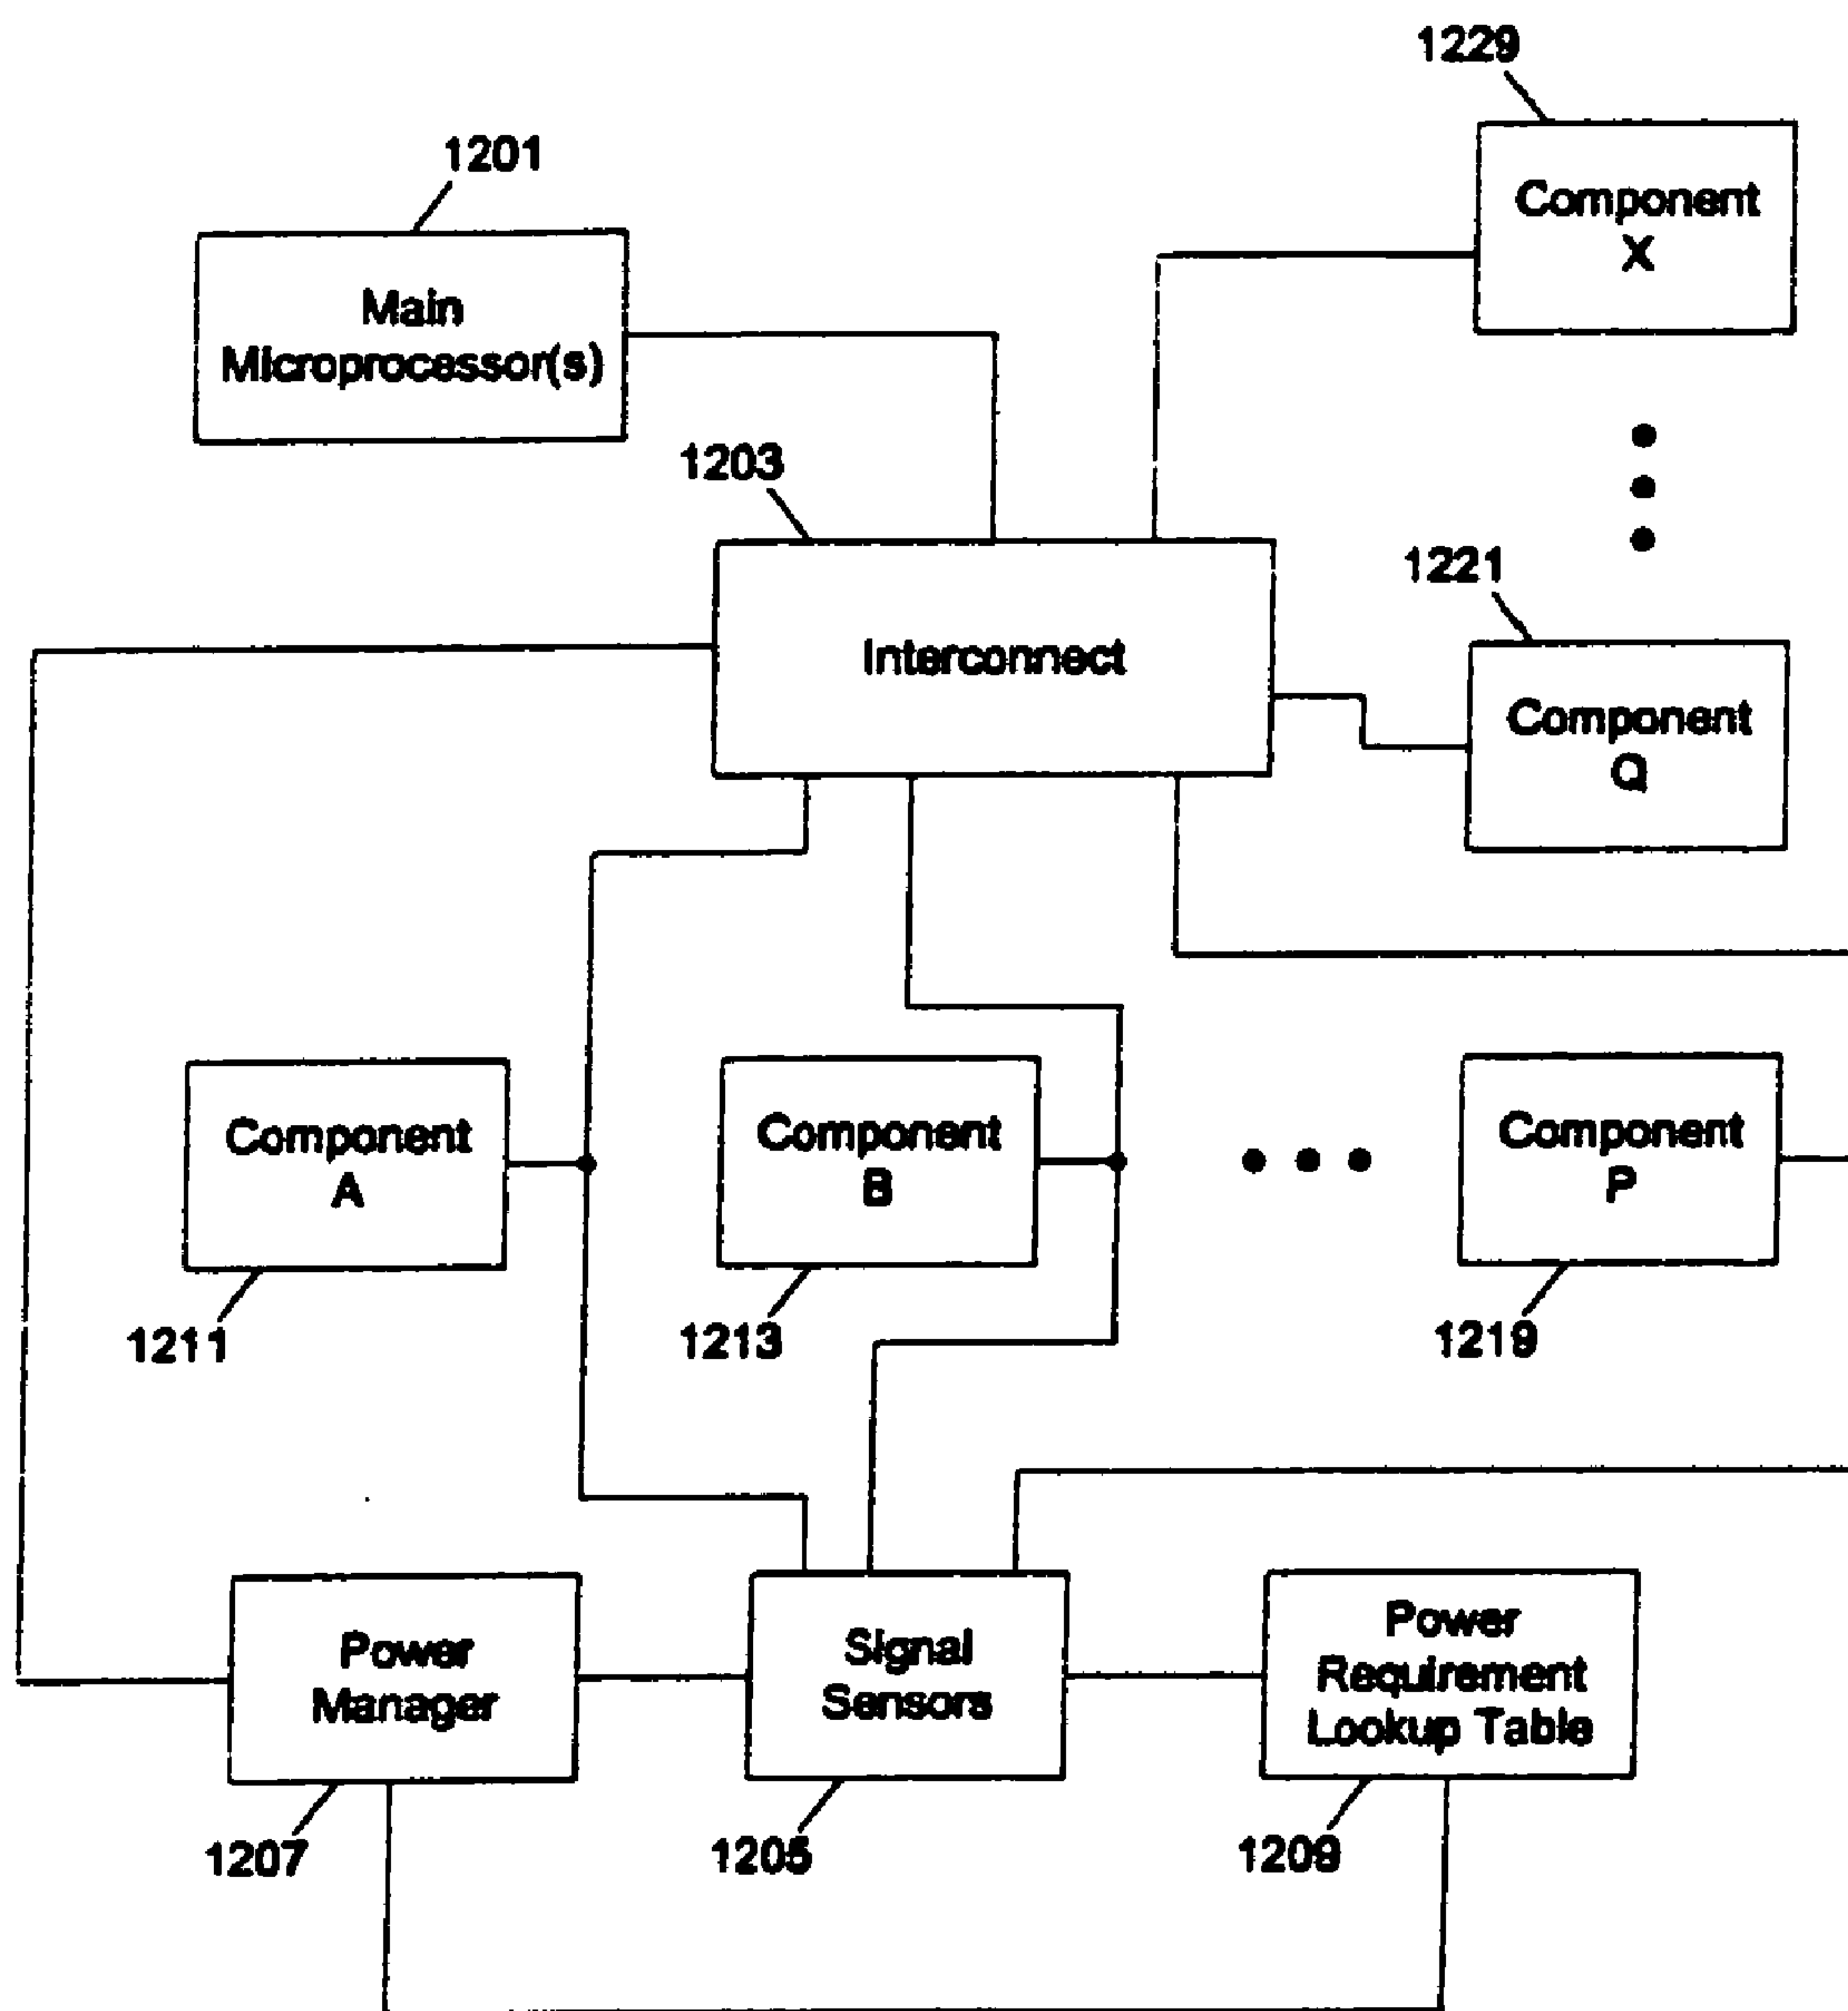 1229
Component
X
1201
Main
Microprocessor(s)
1203
Interconnect
1221
Component
Q
Component
A
Component
B
Component
P
1211
1213
1219
Power
Manager
Signal
Sensors
Power
Requirement
Lookup Table
1207
1205
1209